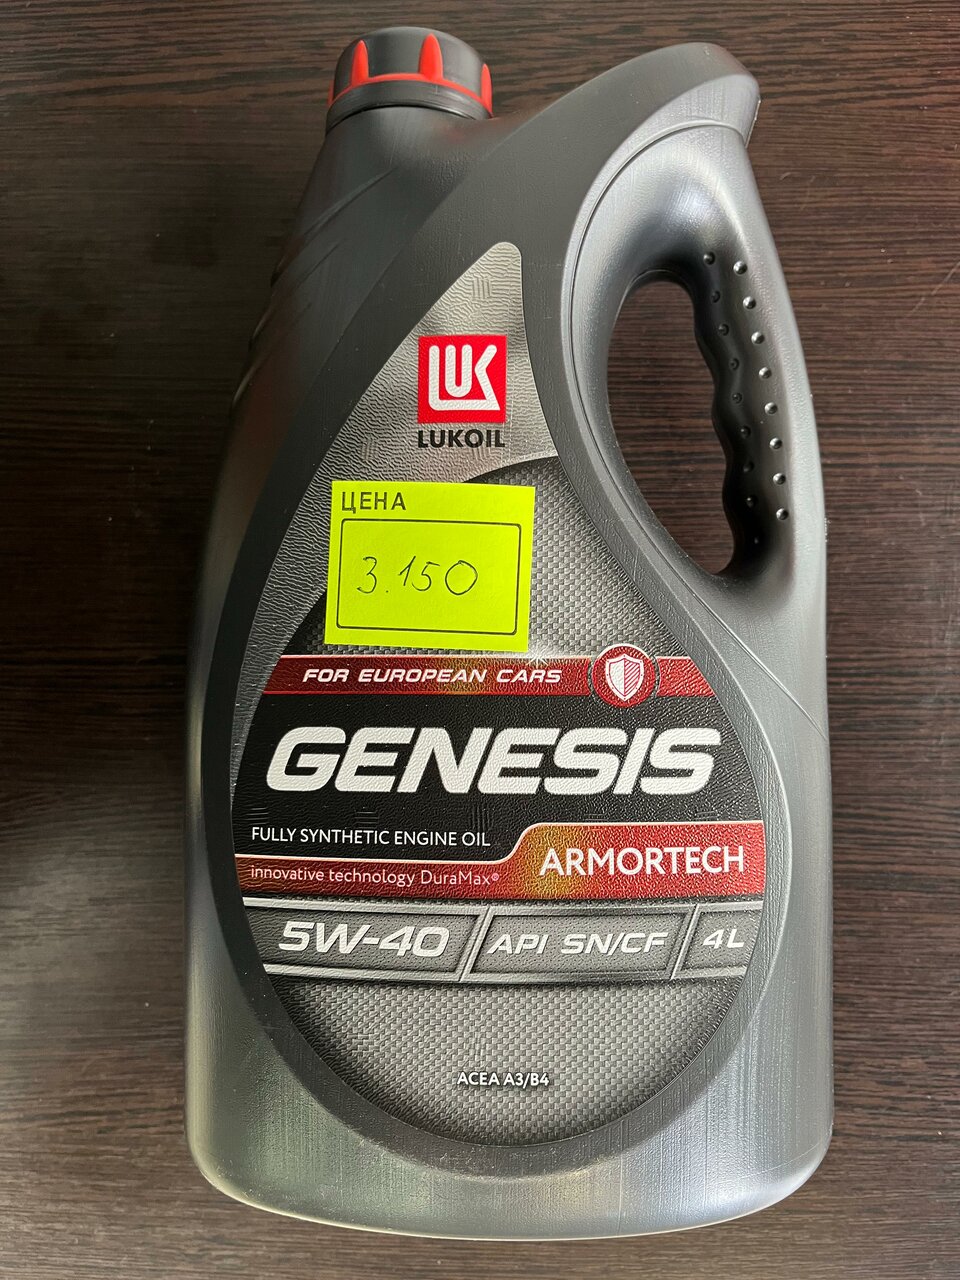 LUK
LUKOIL
ЦЕНА
3.150
FOR EUROPEAN CARS
GENESIS
FULLY SYNTHETIC ENGINE OIL
ARMORTECH
innovative technology DuraMax®
5W-40
API SN/CF
4L
ACEA A3/B4